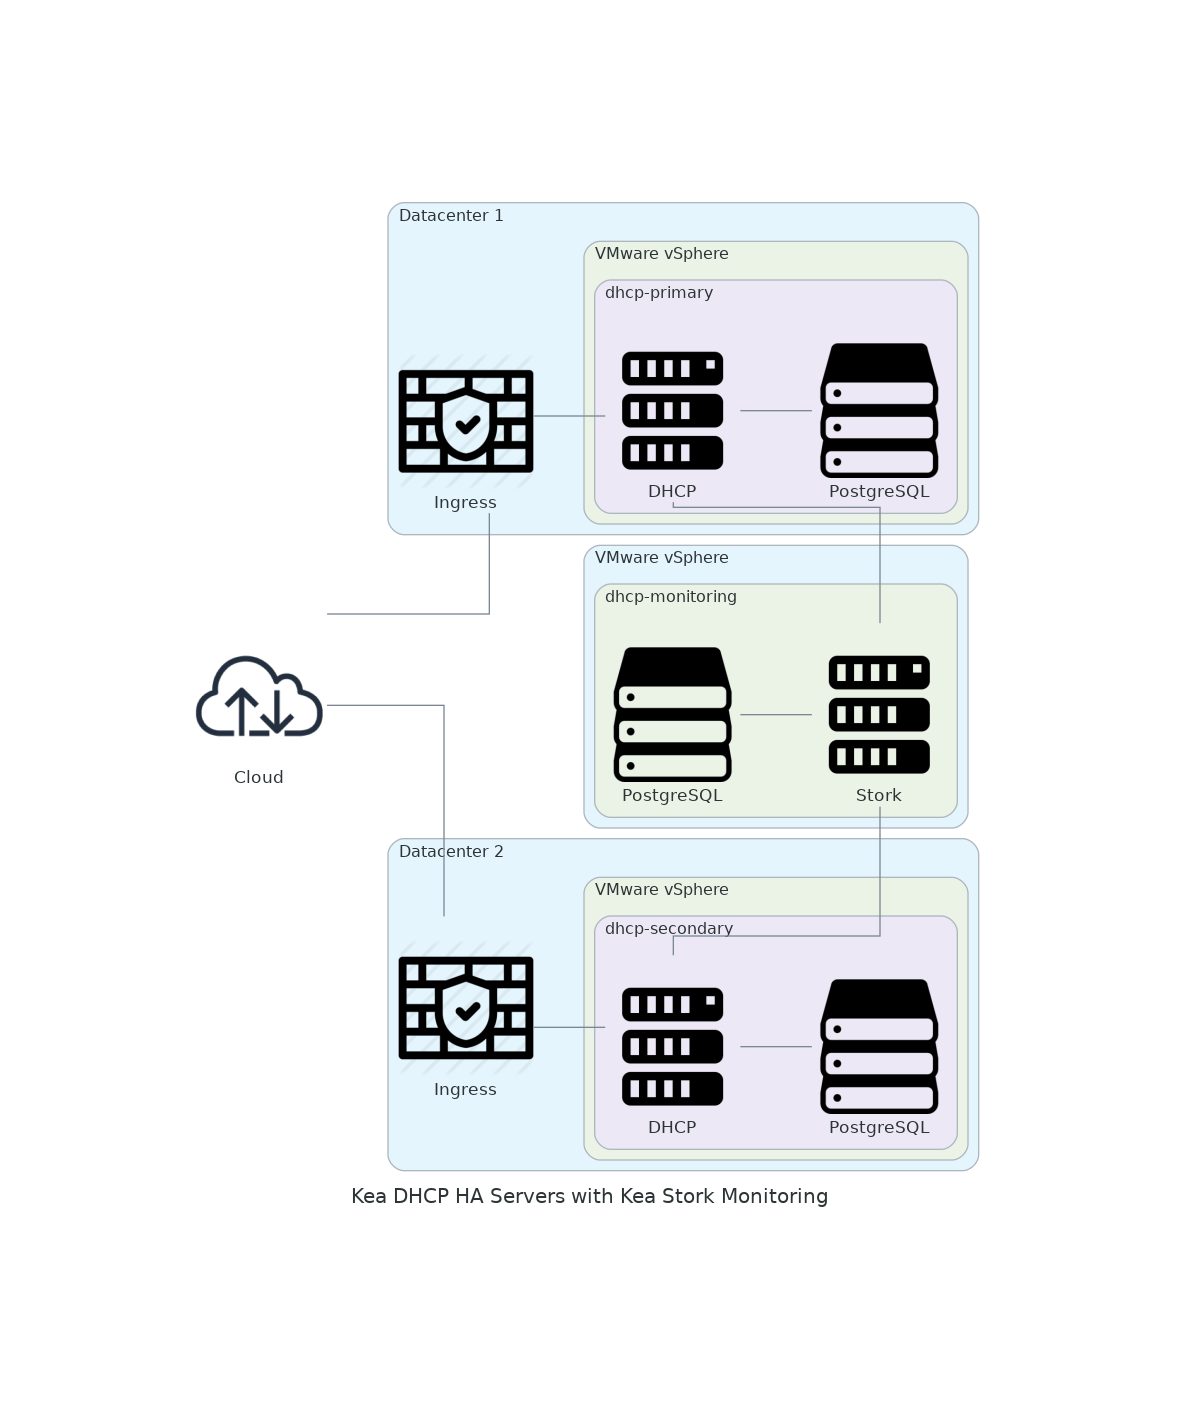 Datacenter 1
VMware vSphere
dhcp-primary
Ingress
DHCP
PostgreSQL
VMware vSphere
dhcp-monitoring
Cloud
PostgreSQL
Stork
Datacenter 2
VMware vSphere
dhcp-secondary
Ingress
DHCP
PostgreSQL
Kea DHCP HA Servers with Kea Stork Monitoring